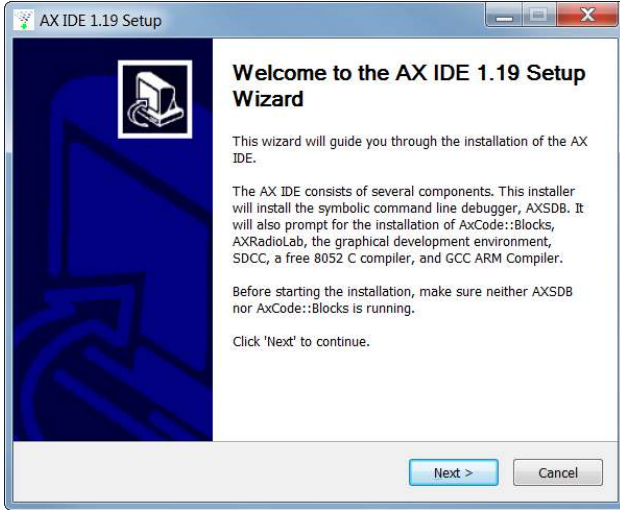 AX IDE 1.19 Setup
Welcome to the AX IDE 1.19 Setup
Wizard
This wizard will guide you through the installation of the AX
IDE.
The AX IDE consists of several components. This installer
will install the symbolic command line debugger, AXSDB. It
will also prompt for the installation of AxCode::Blocks,
AXRadioLab, the graphical development environment,
SDCC, a free 8052 C compiler, and GCC ARM Compiler.
Before starting the installation, make sure neither AXSDB
nor AxCode::Blocks is running.
Click 'Next' to continue.
Next >
Cancel